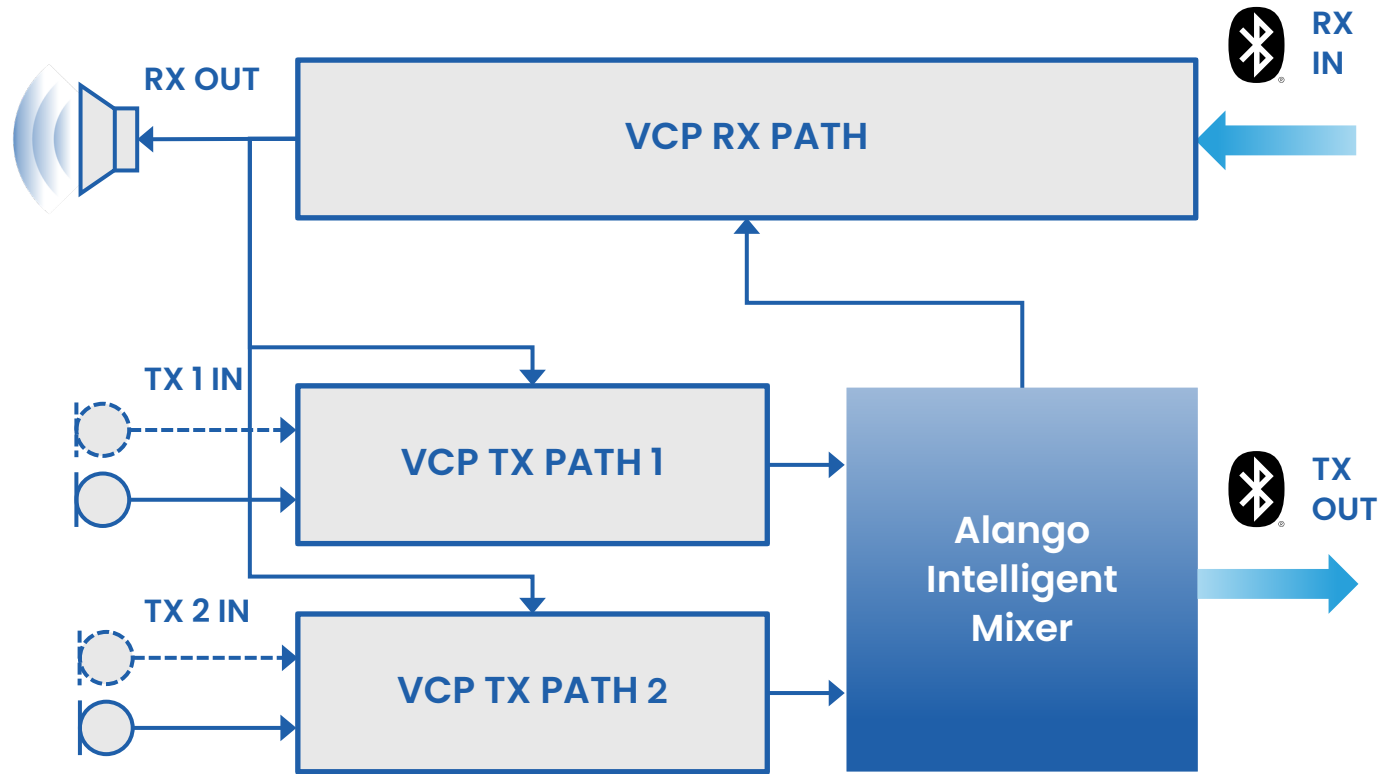 RX
IN
RX OUT
VCP RX PATH
TX 1 IN
VCP TX PATH 1
TX
OUT
Alango
Intelligent
Mixer
TX 2 IN
VCP TX PATH 2
®
®